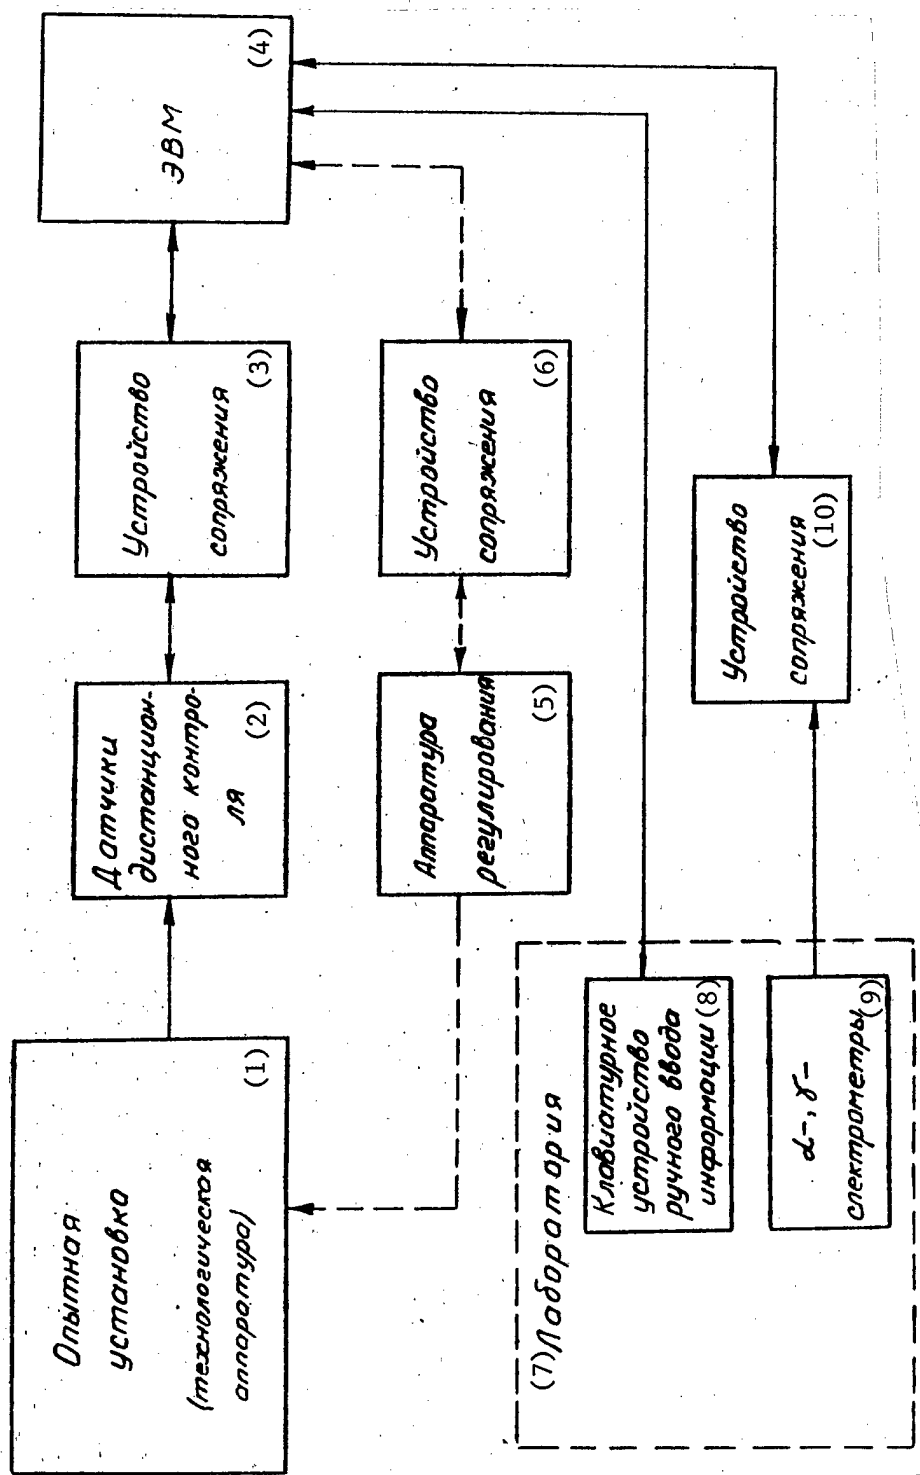 Опытная
установка
(технологическая
аппаратура)
(1)
Датчики
дистанцион-
ного контро-
ля
(2)
Устройство
сопряжения
(3)
ЭВМ
(4)
Аппаратура
регулирования
(5)
Устройство
сопряжения
(6)
(7) Лаборатория
Клавиатурное
устройство
ручного ввода
информации (8)
α-, γ-
спектрометры
(9)
Устройство
сопряжения
(10)